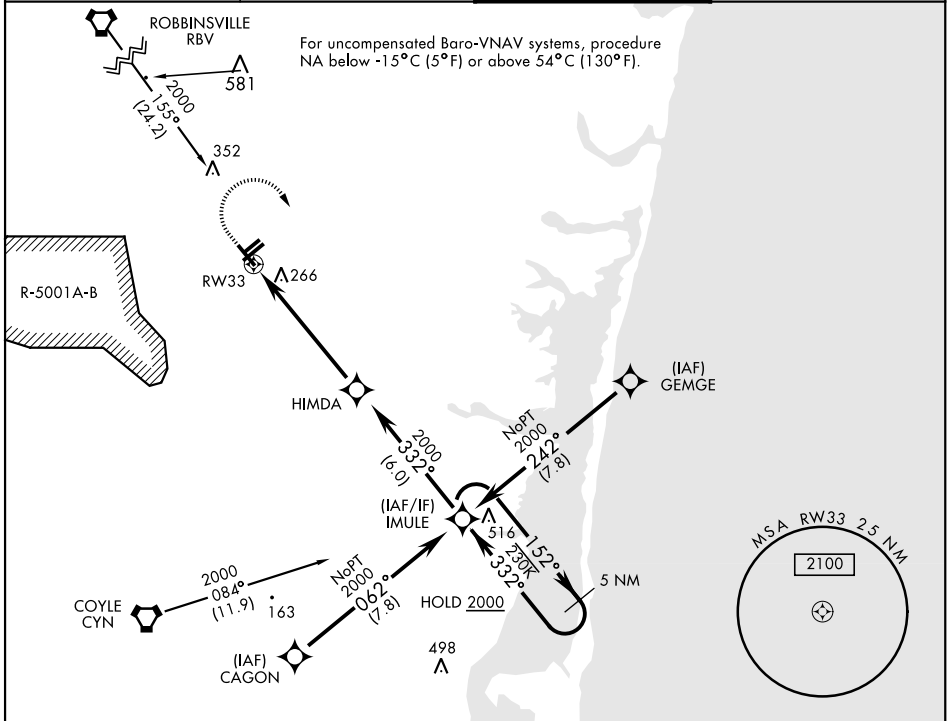 ROBBINSVILLE
RBV
For uncompensated Baro-VNAV systems, procedure
NA below -15°C (5°F) or above 54°C (130°F).
581
2000
155°
(24.2)
352
R-5001A-B
RW33
266
HIMDA
(IAF)
GEMGE
NoPT
2000
242°
(7.8)
2000
332°
(6.0)
(IAF/IF)
IMULE
516
230K
152°
332°
5 NM
HOLD 2000
MSA RW33 25 NM
2100
COYLE
CYN
2000
084°
(11.9)
163
NoPT
2000
062°
(7.8)
(IAF)
CAGON
498